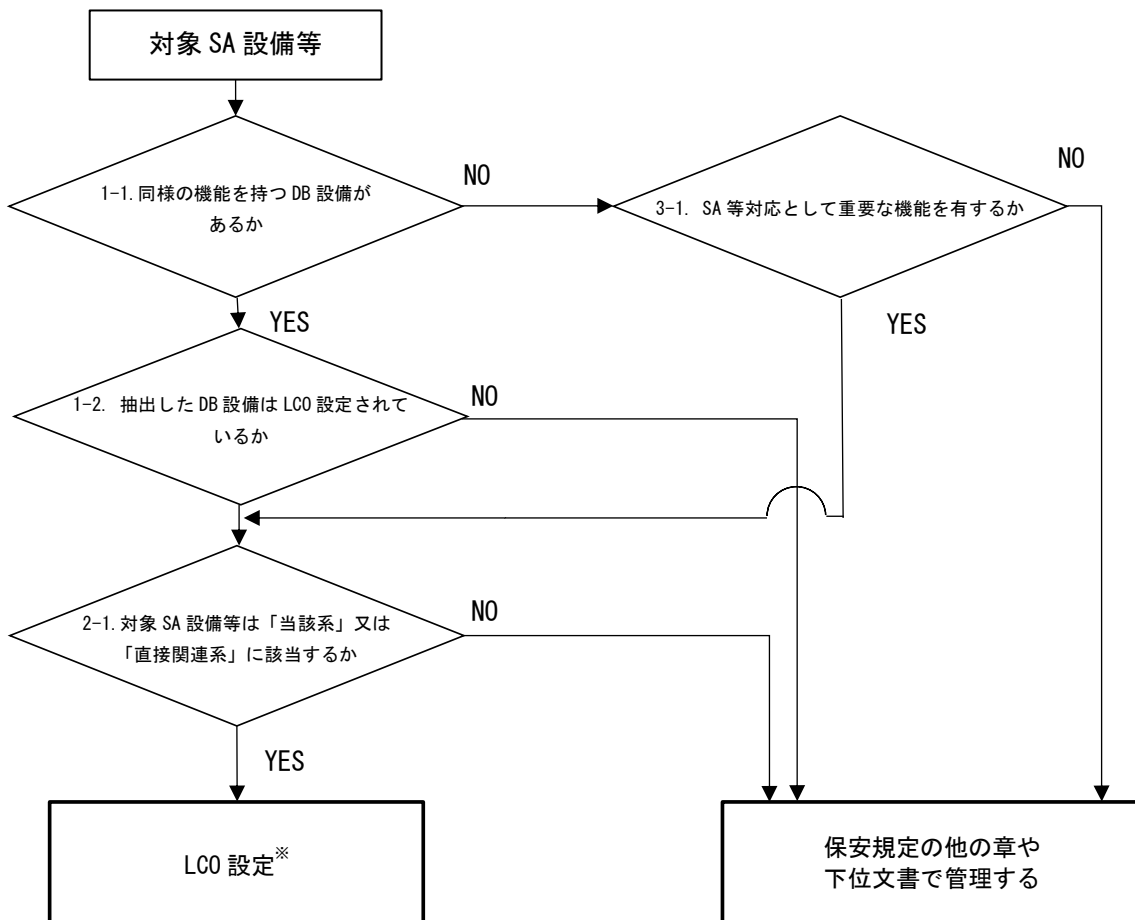 対象 SA 設備等
1-1. 同様の機能を持つ DB 設備が
あるか
NO
3-1. SA 等対応として重要な機能を有するか
NO
YES
YES
1-2. 抽出した DB 設備は LCO 設定されて
いるか
NO
2-1. 対象 SA 設備等は「当該系」又は
「直接関連系」に該当するか
NO
YES
LCO 設定※
保安規定の他の章や
下位文書で管理する